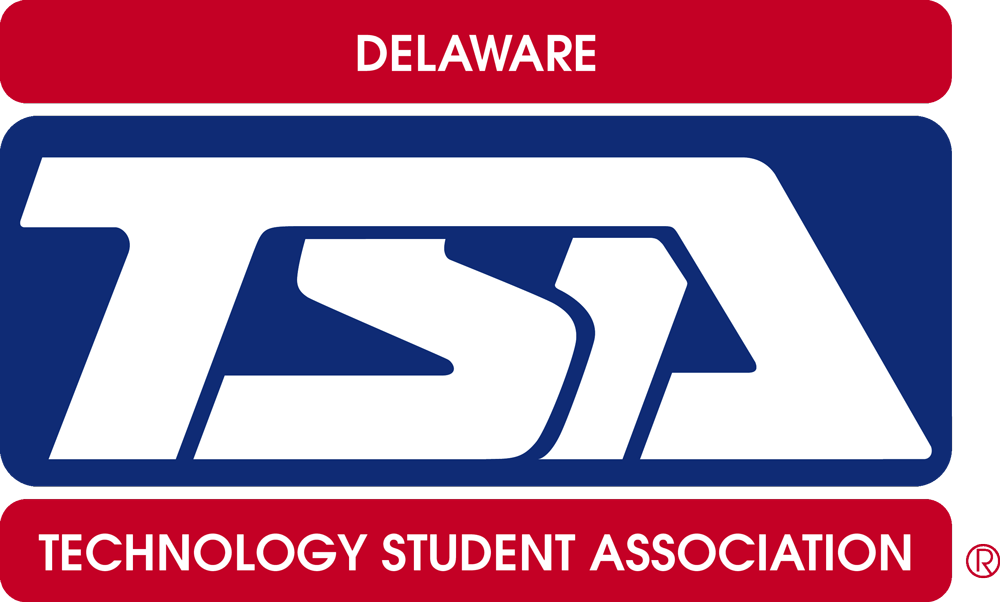 DELAWARE
TSA
TECHNOLOGY STUDENT ASSOCIATION ®